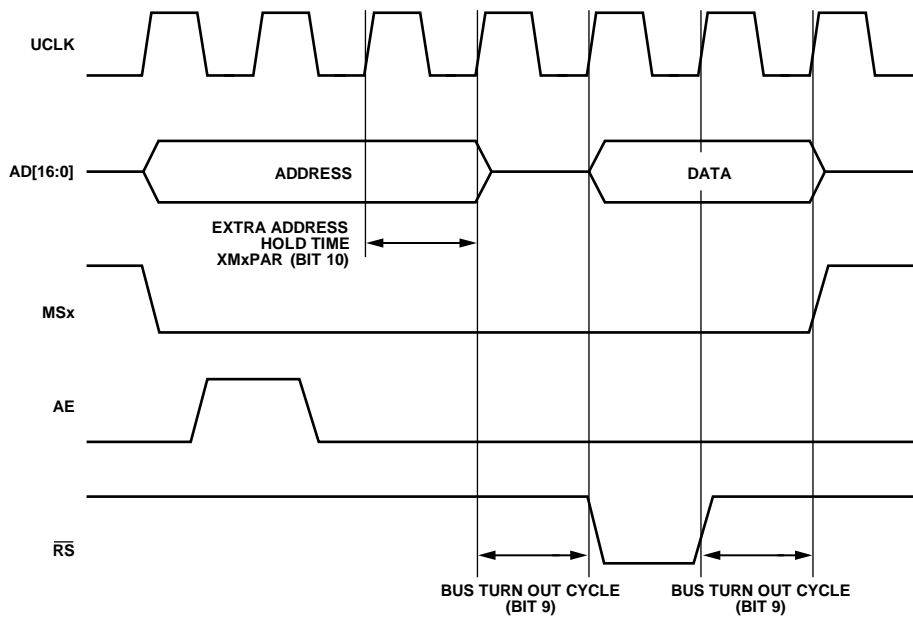 UCLK
AD[16:0]
ADDRESS
DATA
EXTRA ADDRESS
HOLD TIME
XMxPAR (BIT 10)
MSx
AE
RS
BUS TURN OUT CYCLE
(BIT 9)
BUS TURN OUT CYCLE
(BIT 9)